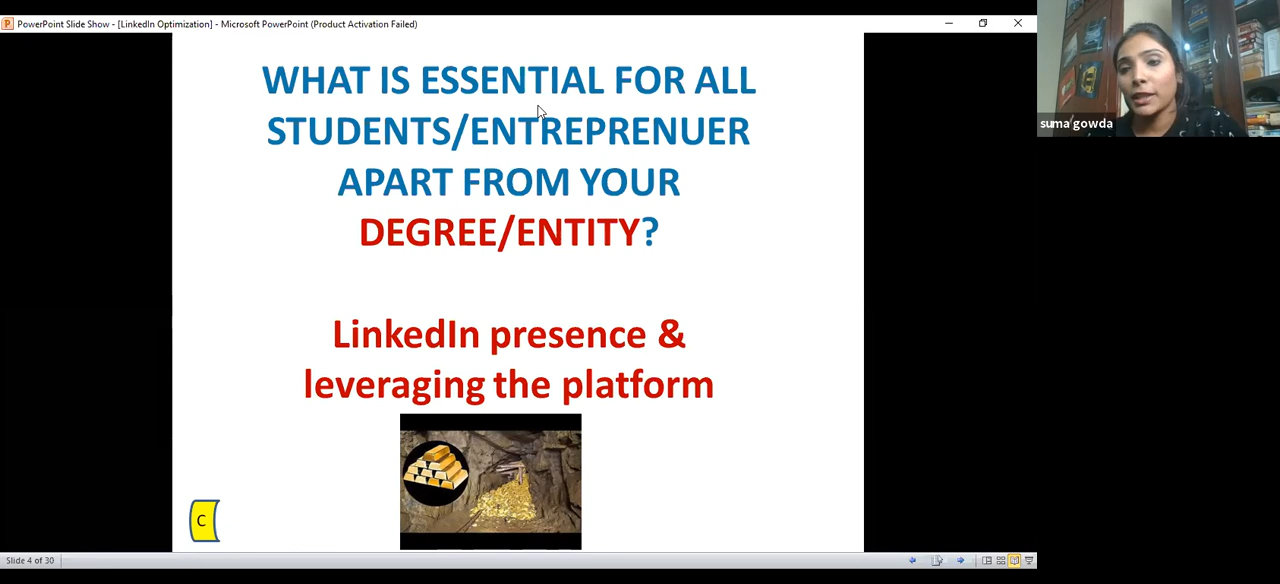 PowerPoint Slide Show - [LinkedIn Optimization] - Microsoft PowerPoint (Product Activation Failed)
WHAT IS ESSENTIAL FOR ALL
STUDENTS/ENTREPRENUER
APART FROM YOUR
DEGREE/ENTITY?
LinkedIn presence &
leveraging the platform
C
Slide 4 of 30
suma gowda